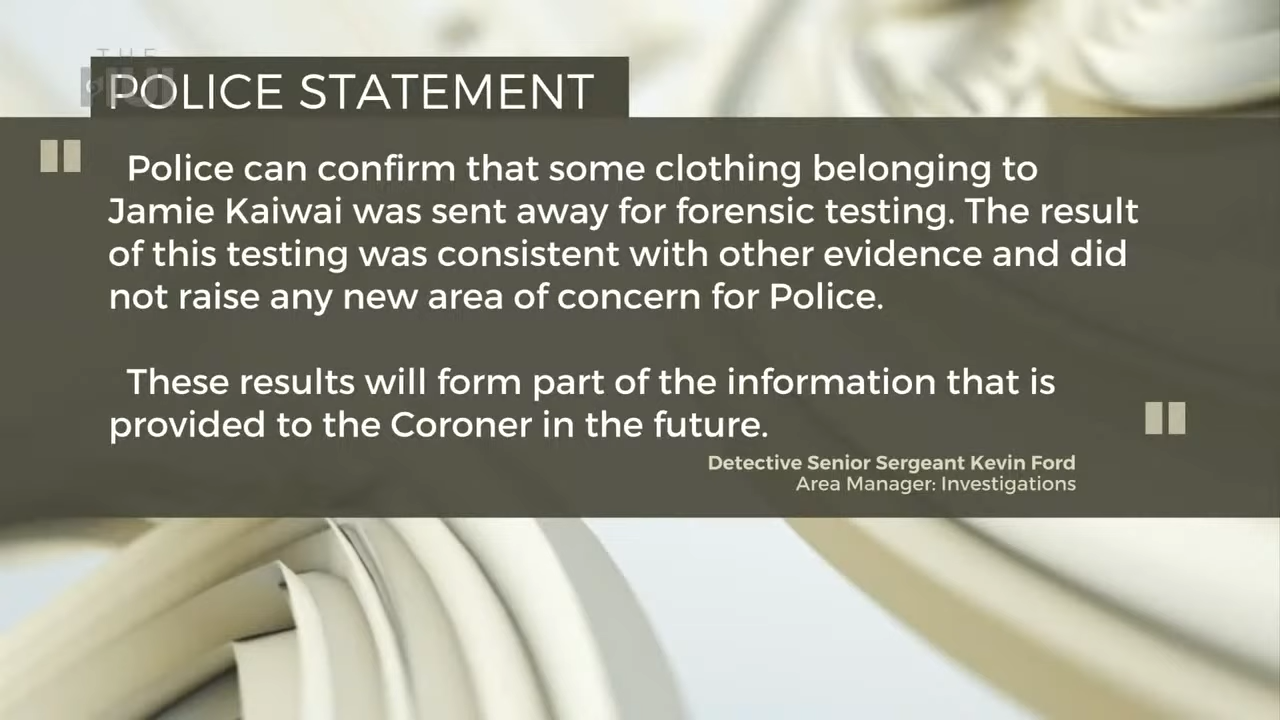 THE
POLICE STATEMENT
Police can confirm that some clothing belonging to
Jamie Kaiwai was sent away for forensic testing. The result
of this testing was consistent with other evidence and did
not raise any new area of concern for Police.
These results will form part of the information that is
provided to the Coroner in the future.
Detective Senior Sergeant Kevin Ford
Area Manager: Investigations